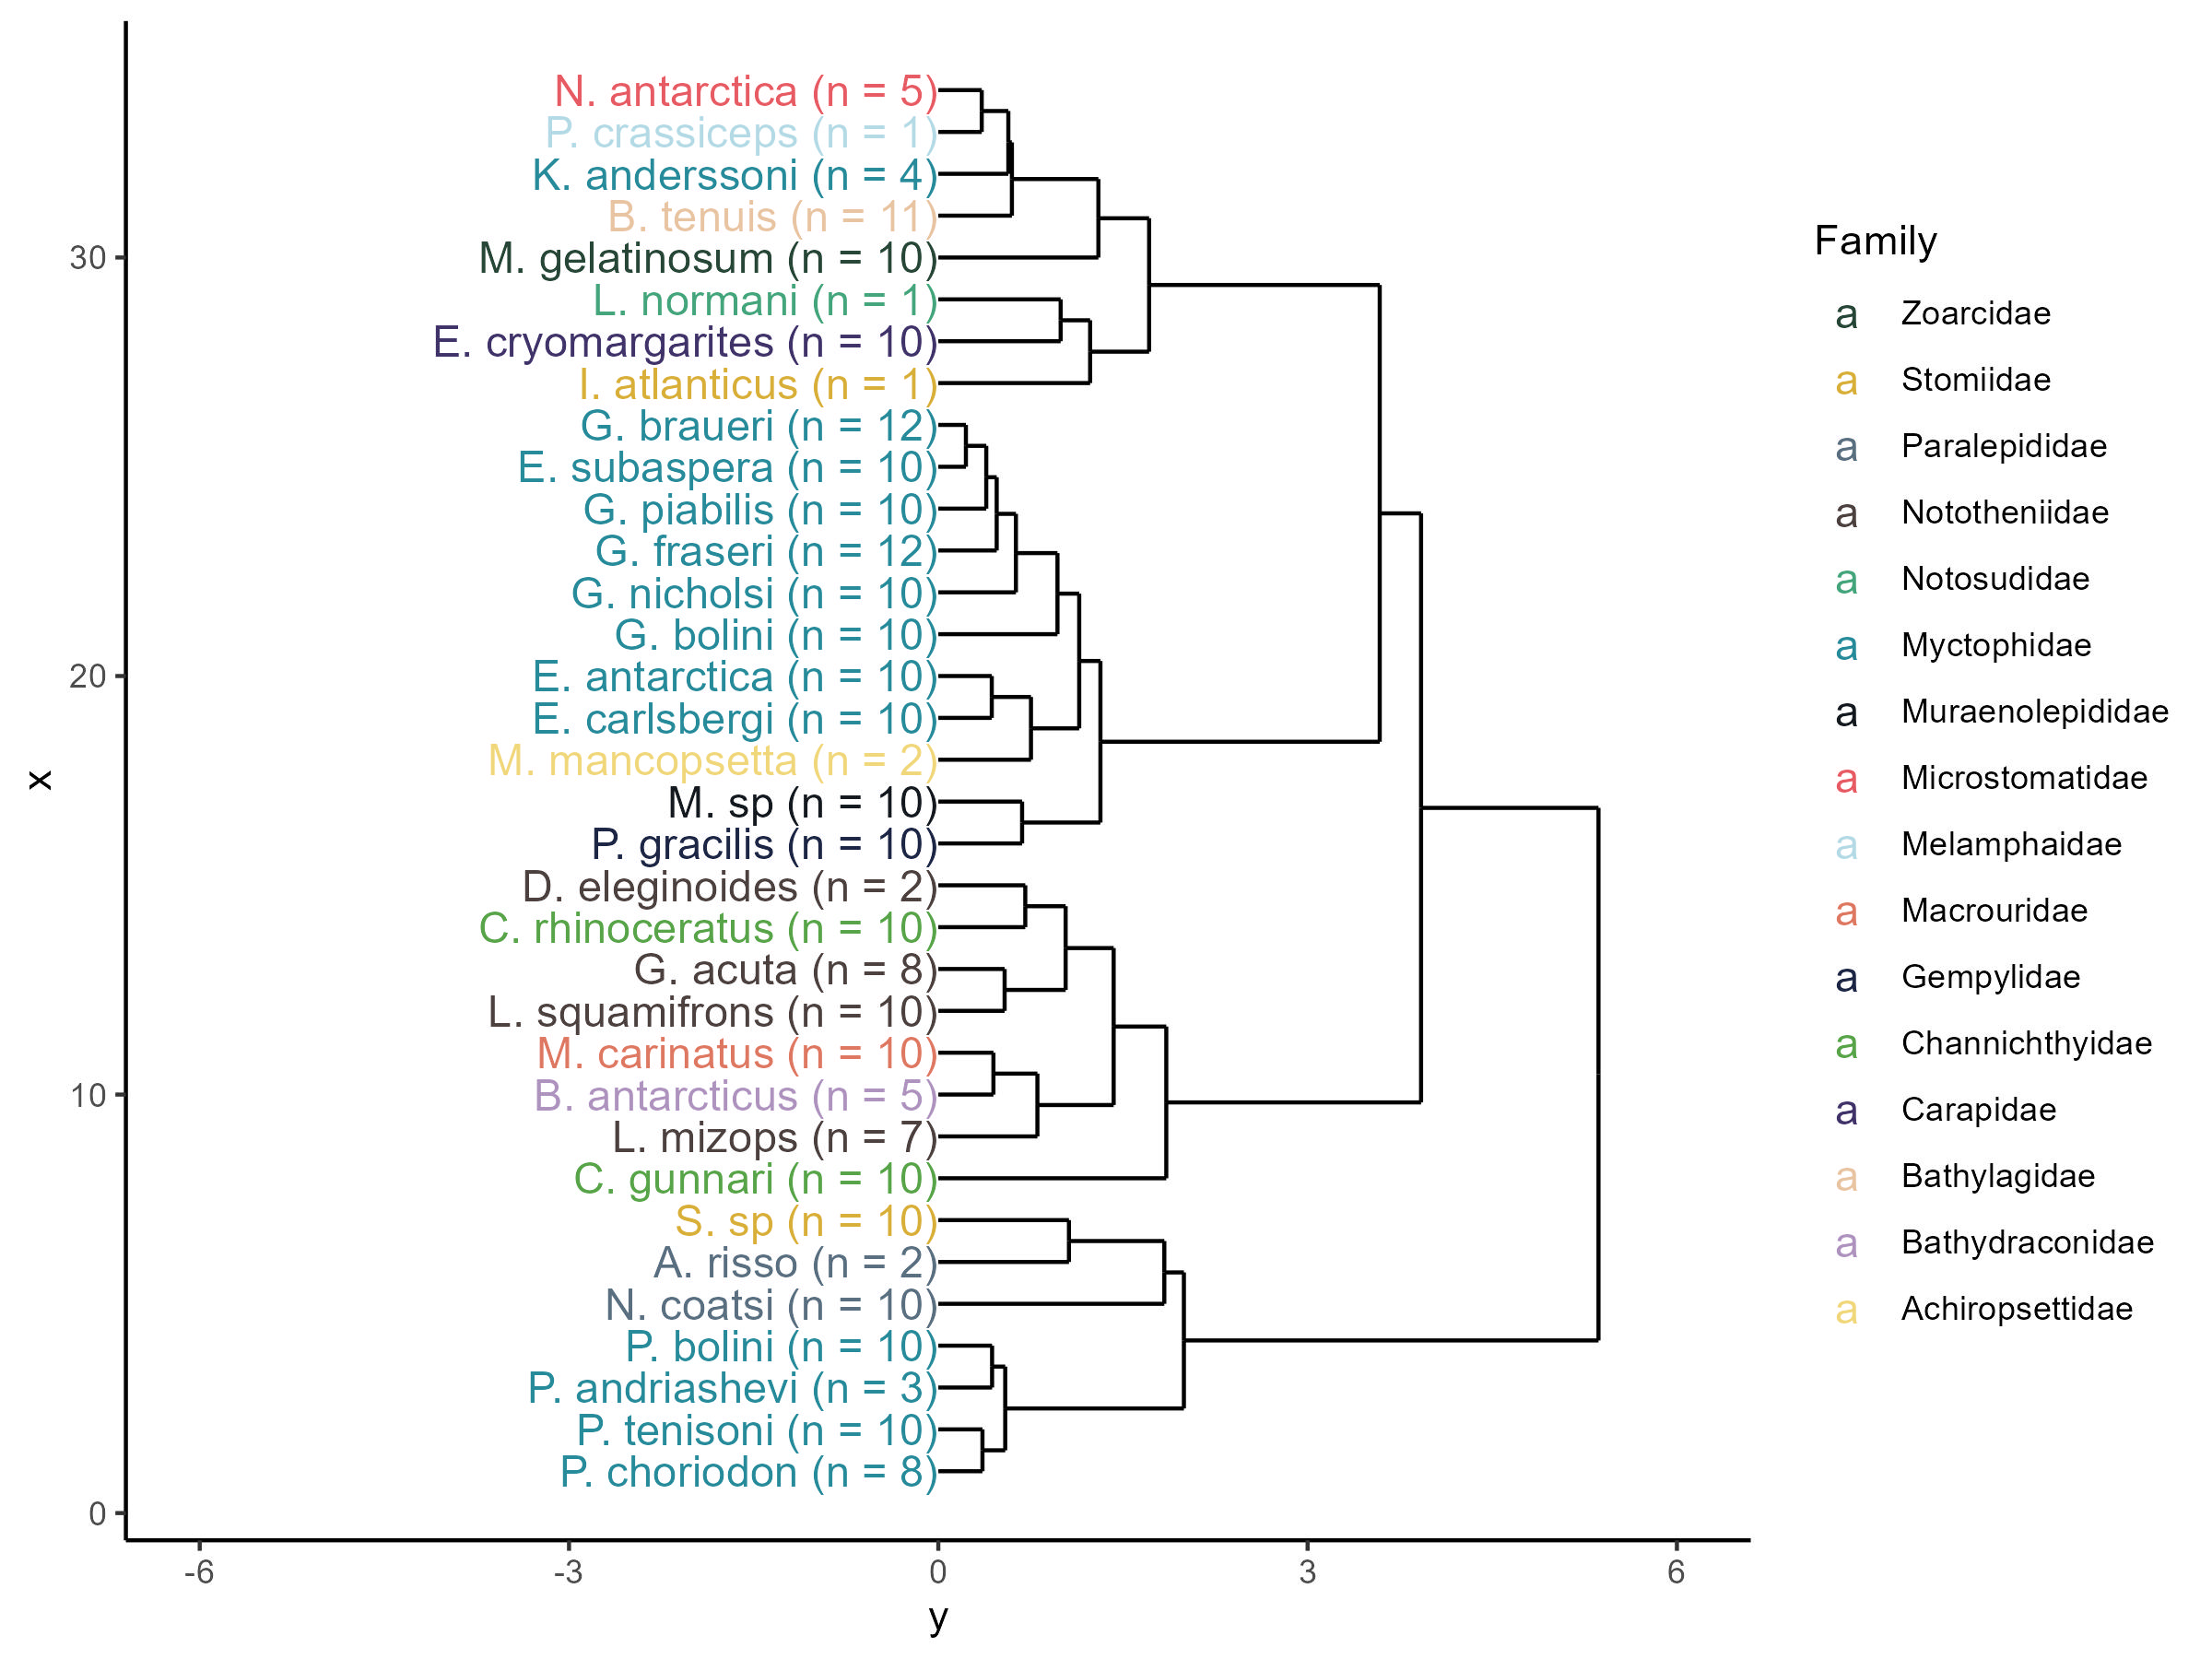 N. antarctica (n = 5)
P. crassiceps (n = 1)
K. anderssoni (n = 4)
B. tenuis (n = 11)
M. gelatinosum (n = 10)
L. normani (n = 1)
E. cryomargarites (n = 10)
I. atlanticus (n = 1)
G. braueri (n = 12)
E. subaspera (n = 10)
G. piabilis (n = 10)
G. fraseri (n = 12)
G. nicholsi (n = 10)
G. bolini (n = 10)
E. antarctica (n = 10)
E. carlsbergi (n = 10)
M. mancopsetta (n = 2)
M. sp (n = 10)
P. gracilis (n = 10)
D. eleginoides (n = 2)
C. rhinoceratus (n = 10)
G. acuta (n = 8)
L. squamifrons (n = 10)
M. carinatus (n = 10)
B. antarcticus (n = 5)
L. mizops (n = 7)
C. gunnari (n = 10)
S. sp (n = 10)
A. risso (n = 2)
N. coatsi (n = 10)
P. bolini (n = 10)
P. andriashevi (n = 3)
P. tenisoni (n = 10)
P. choriodon (n = 8)
30
20
10
0
x
-6
-3
0
3
6
y
Family
a Zoarcidae
a Stomiidae
a Paralepididae
a Nototheniidae
a Notosudidae
a Myctophidae
a Muraenolepididae
a Microstomatidae
a Melamphaidae
a Macrouridae
a Gempylidae
a Channichthyidae
a Carapidae
a Bathylagidae
a Bathydraconidae
a Achiropsettidae